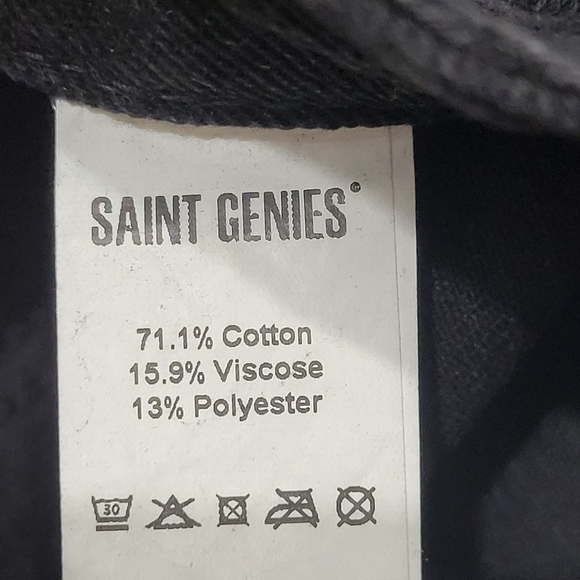 SAINT GENIES®
71.1% Cotton
15.9% Viscose
13% Polyester
30